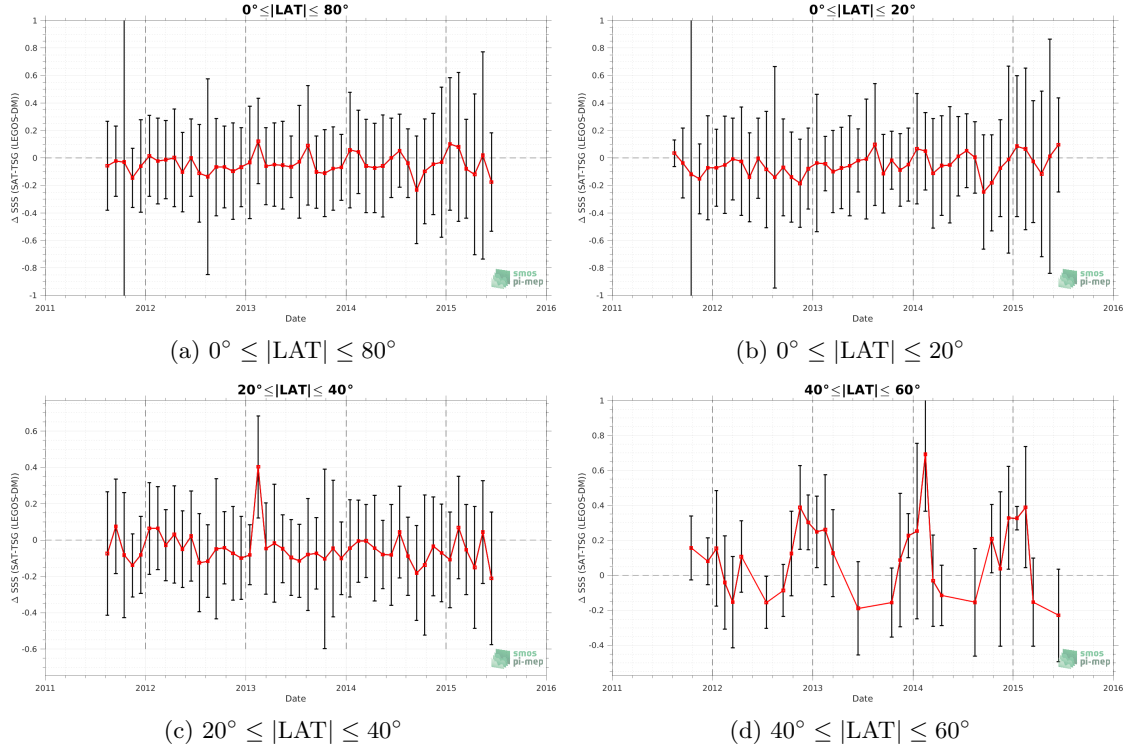 0°≤|LAT|≤ 80°
Δ SSS (SAT-TSG (LEGOS-DM))
1
0.8
0.6
0.4
0.2
0
-0.2
-0.4
-0.6
-0.8
-1
2011 2012 2013 2014 2015 2016
Date
smos
pi-mep
(a) 0° ≤ |LAT| ≤ 80°
0°≤|LAT|≤ 20°
Δ SSS (SAT-TSG (LEGOS-DM))
1
0.8
0.6
0.4
0.2
0
-0.2
-0.4
-0.6
-0.8
-1
2011 2012 2013 2014 2015 2016
Date
smos
pi-mep
(b) 0° ≤ |LAT| ≤ 20°
20°≤|LAT|≤ 40°
Δ SSS (SAT-TSG (LEGOS-DM))
0.6
0.4
0.2
0
-0.2
-0.4
-0.6
2011 2012 2013 2014 2015 2016
Date
smos
pi-mep
(c) 20° ≤ |LAT| ≤ 40°
40°≤|LAT|≤ 60°
Δ SSS (SAT-TSG (LEGOS-DM))
1
0.8
0.6
0.4
0.2
0
-0.2
-0.4
2011 2012 2013 2014 2015 2016
Date
smos
pi-mep
(d) 40° ≤ |LAT| ≤ 60°